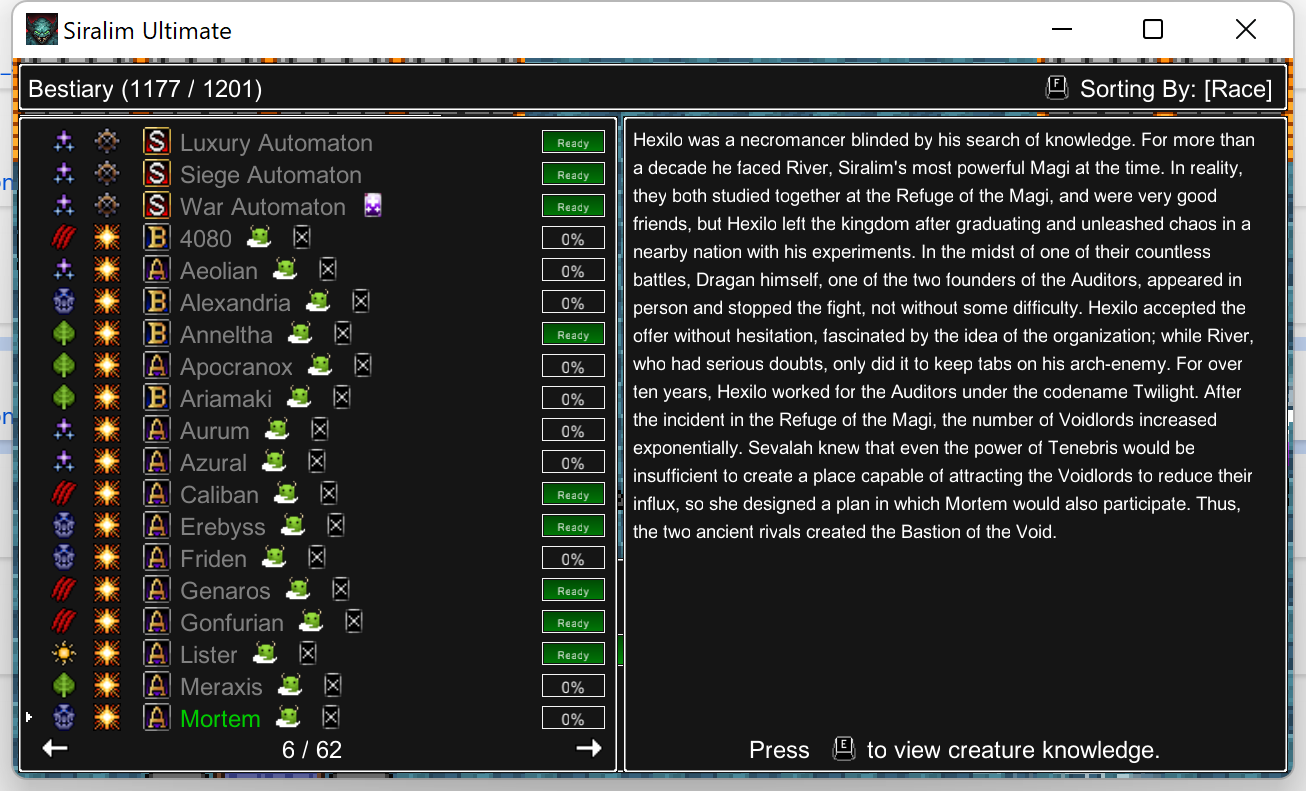 Siralim Ultimate
Bestiary (1177 / 1201)
F Sorting By: [Race]
S Luxury Automaton Ready
S Siege Automaton Ready
S War Automaton Ready
B 4080 0%
A Aeolian 0%
B Alexandria 0%
B Anneltha Ready
A Apocranox 0%
B Ariamaki 0%
A Aurum 0%
A Azural 0%
A Caliban Ready
A Erebyss Ready
A Friden 0%
A Genaros Ready
A Gonfurian Ready
A Lister Ready
A Meraxis 0%
A Mortem 0%
6 / 62
Hexilo was a necromancer blinded by his search of knowledge. For more than
a decade he faced River, Siralim's most powerful Magi at the time. In reality,
they both studied together at the Refuge of the Magi, and were very good
friends, but Hexilo left the kingdom after graduating and unleashed chaos in a
nearby nation with his experiments. In the midst of one of their countless
battles, Dragan himself, one of the two founders of the Auditors, appeared in
person and stopped the fight, not without some difficulty. Hexilo accepted the
offer without hesitation, fascinated by the idea of the organization; while River,
who had serious doubts, only did it to keep tabs on his arch-enemy. For over
ten years, Hexilo worked for the Auditors under the codename Twilight. After
the incident in the Refuge of the Magi, the number of Voidlords increased
exponentially. Sevalah knew that even the power of Tenebris would be
insufficient to create a place capable of attracting the Voidlords to reduce their
influx, so she designed a plan in which Mortem would also participate. Thus,
the two ancient rivals created the Bastion of the Void.
Press E to view creature knowledge.